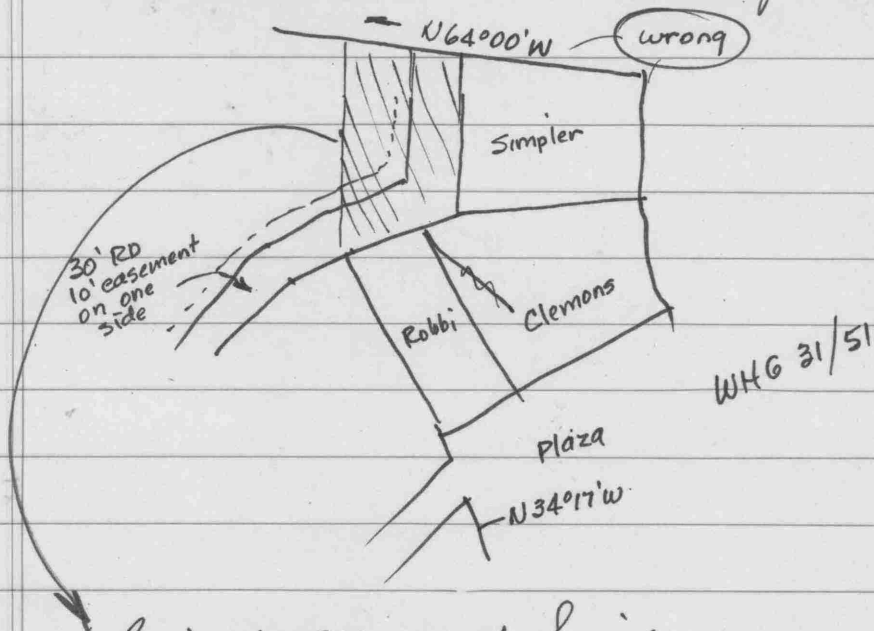 N64°00'W
wrong
Simpler
30' RD
10' easement
on one
side
Robbi
Clemons
WHG 31/51
plaza
N34°17'W